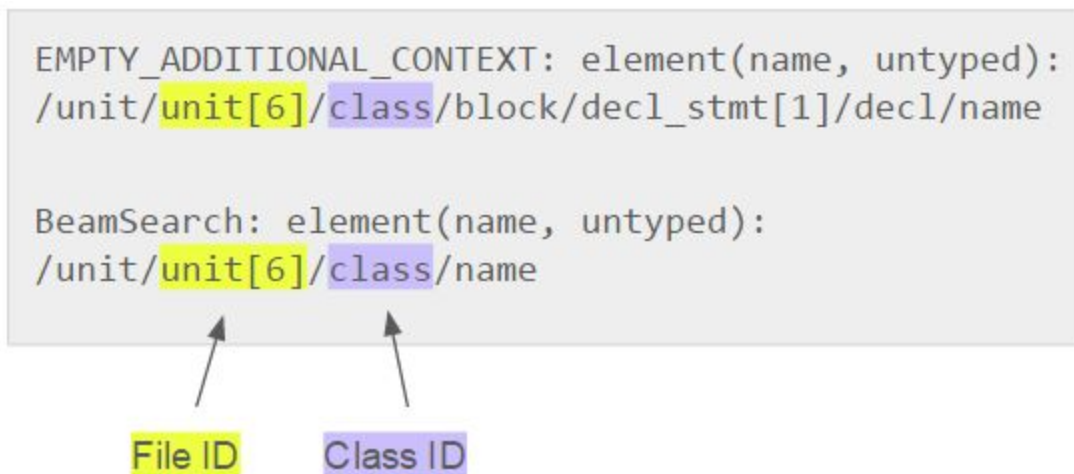 EMPTY_ADDITIONAL_CONTEXT: element(name, untyped):
/unit/unit[6]/class/block/decl_stmt[1]/decl/name
BeamSearch: element(name, untyped):
/unit/unit[6]/class/name
File ID
Class ID